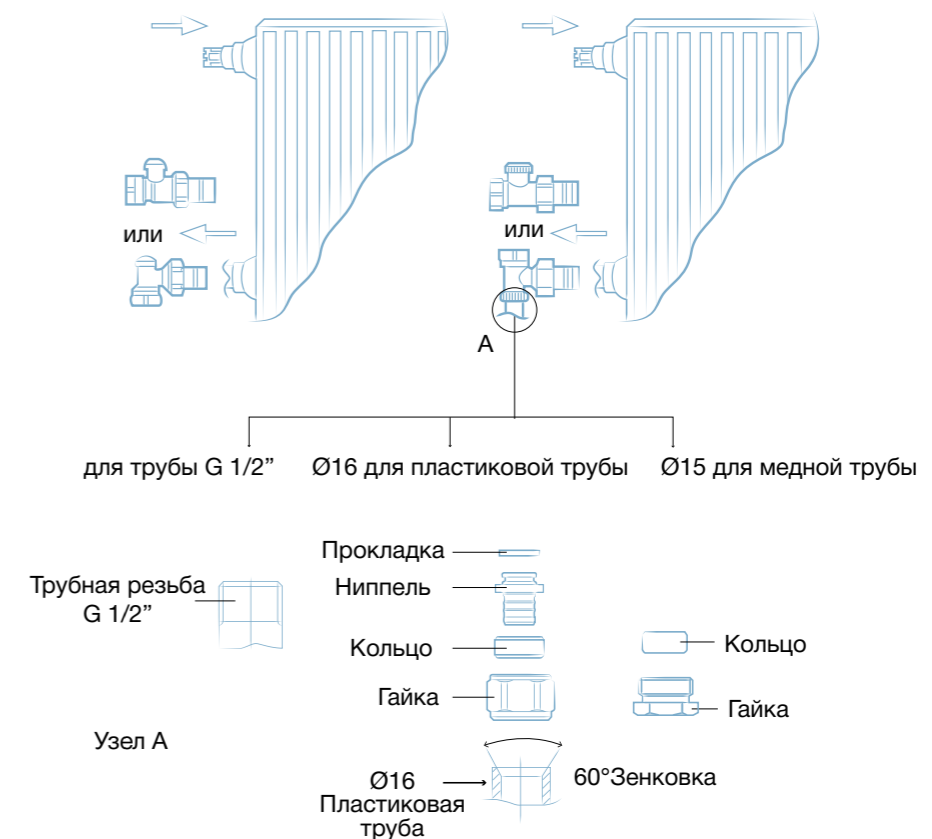 или
или
А
для трубы G 1/2”
Ø16 для пластиковой трубы
Ø15 для медной трубы
Прокладка
Трубная резьба
G 1/2”
Ниппель
Кольцо
Кольцо
Гайка
Гайка
Узел А
Ø16
Пластиковая
труба
60°Зенковка